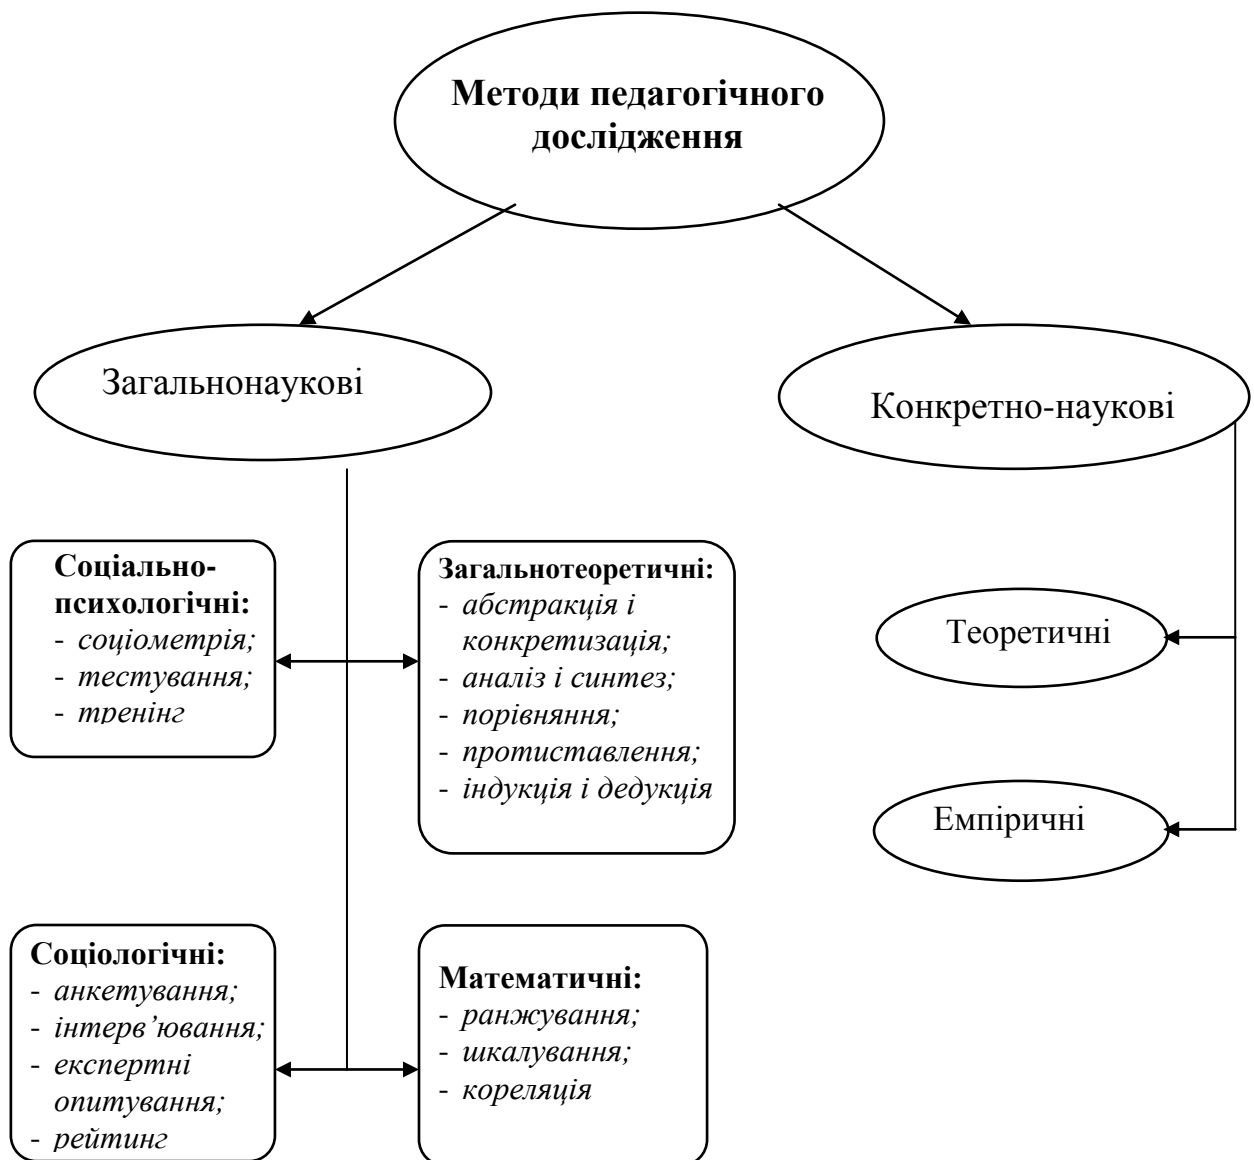 Методи педагогічного
дослідження
Загальнонаукові
Конкретно-наукові
Соціально-
психологічні:
- соціометрія;
- тестування;
- тренінг
Загальнотеоретичні:
- абстракція і
конкретизація;
- аналіз і синтез;
- порівняння;
- протиставлення;
- індукція і дедукція
Теоретичні
Емпіричні
Соціологічні:
- анкетування;
- інтерв’ювання;
- експертні
опитування;
- рейтинг
Математичні:
- ранжування;
- шкалування;
- кореляція